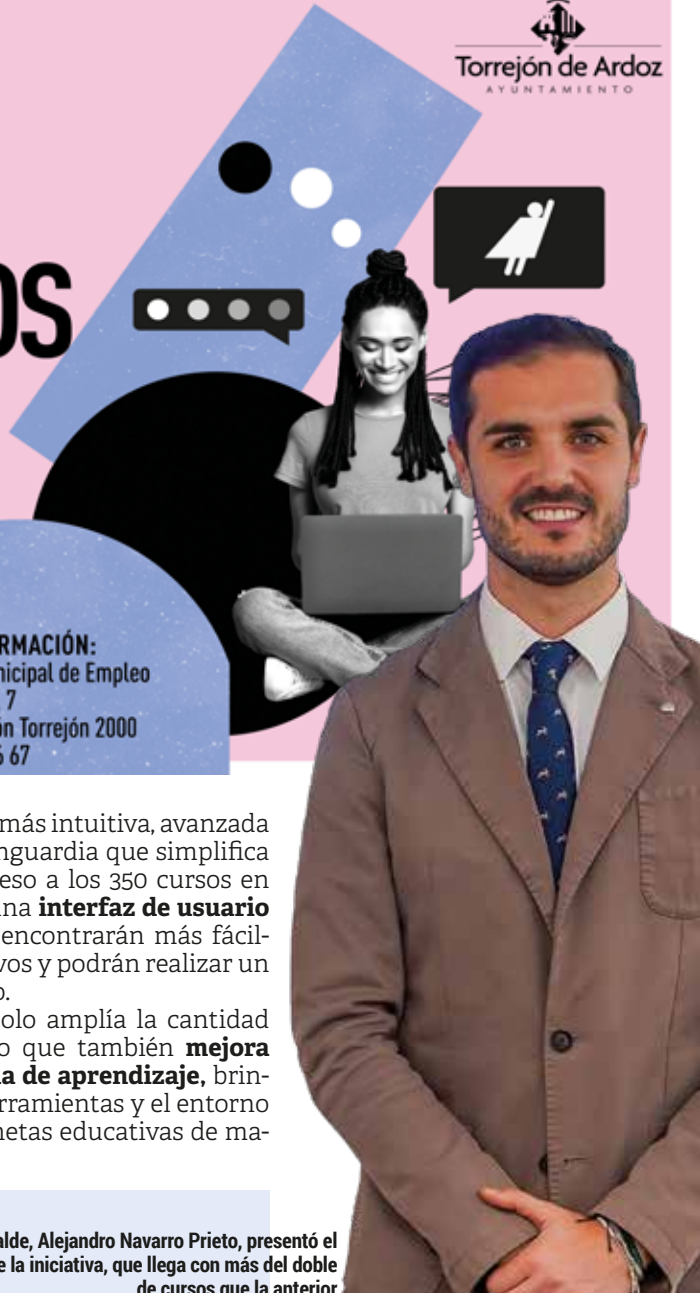 Torrejón de Ardoz
AYUNTAMIENTO
OS
RMACIÓN:
nicipal de Empleo
7
ón Torrejón 2000
6 67
más intuitiva, avanzada
nguardia que simplifica
eso a los 350 cursos en
na interfaz de usuario
encontrarán más fácil-
vos y podrán realizar un
o.
olo amplía la cantidad
o que también mejora
ia de aprendizaje, brin-
rramientas y el entorno
netas educativas de ma-
alde, Alejandro Navarro Prieto, presentó el
e la iniciativa, que llega con más del doble
de cursos que la anterior